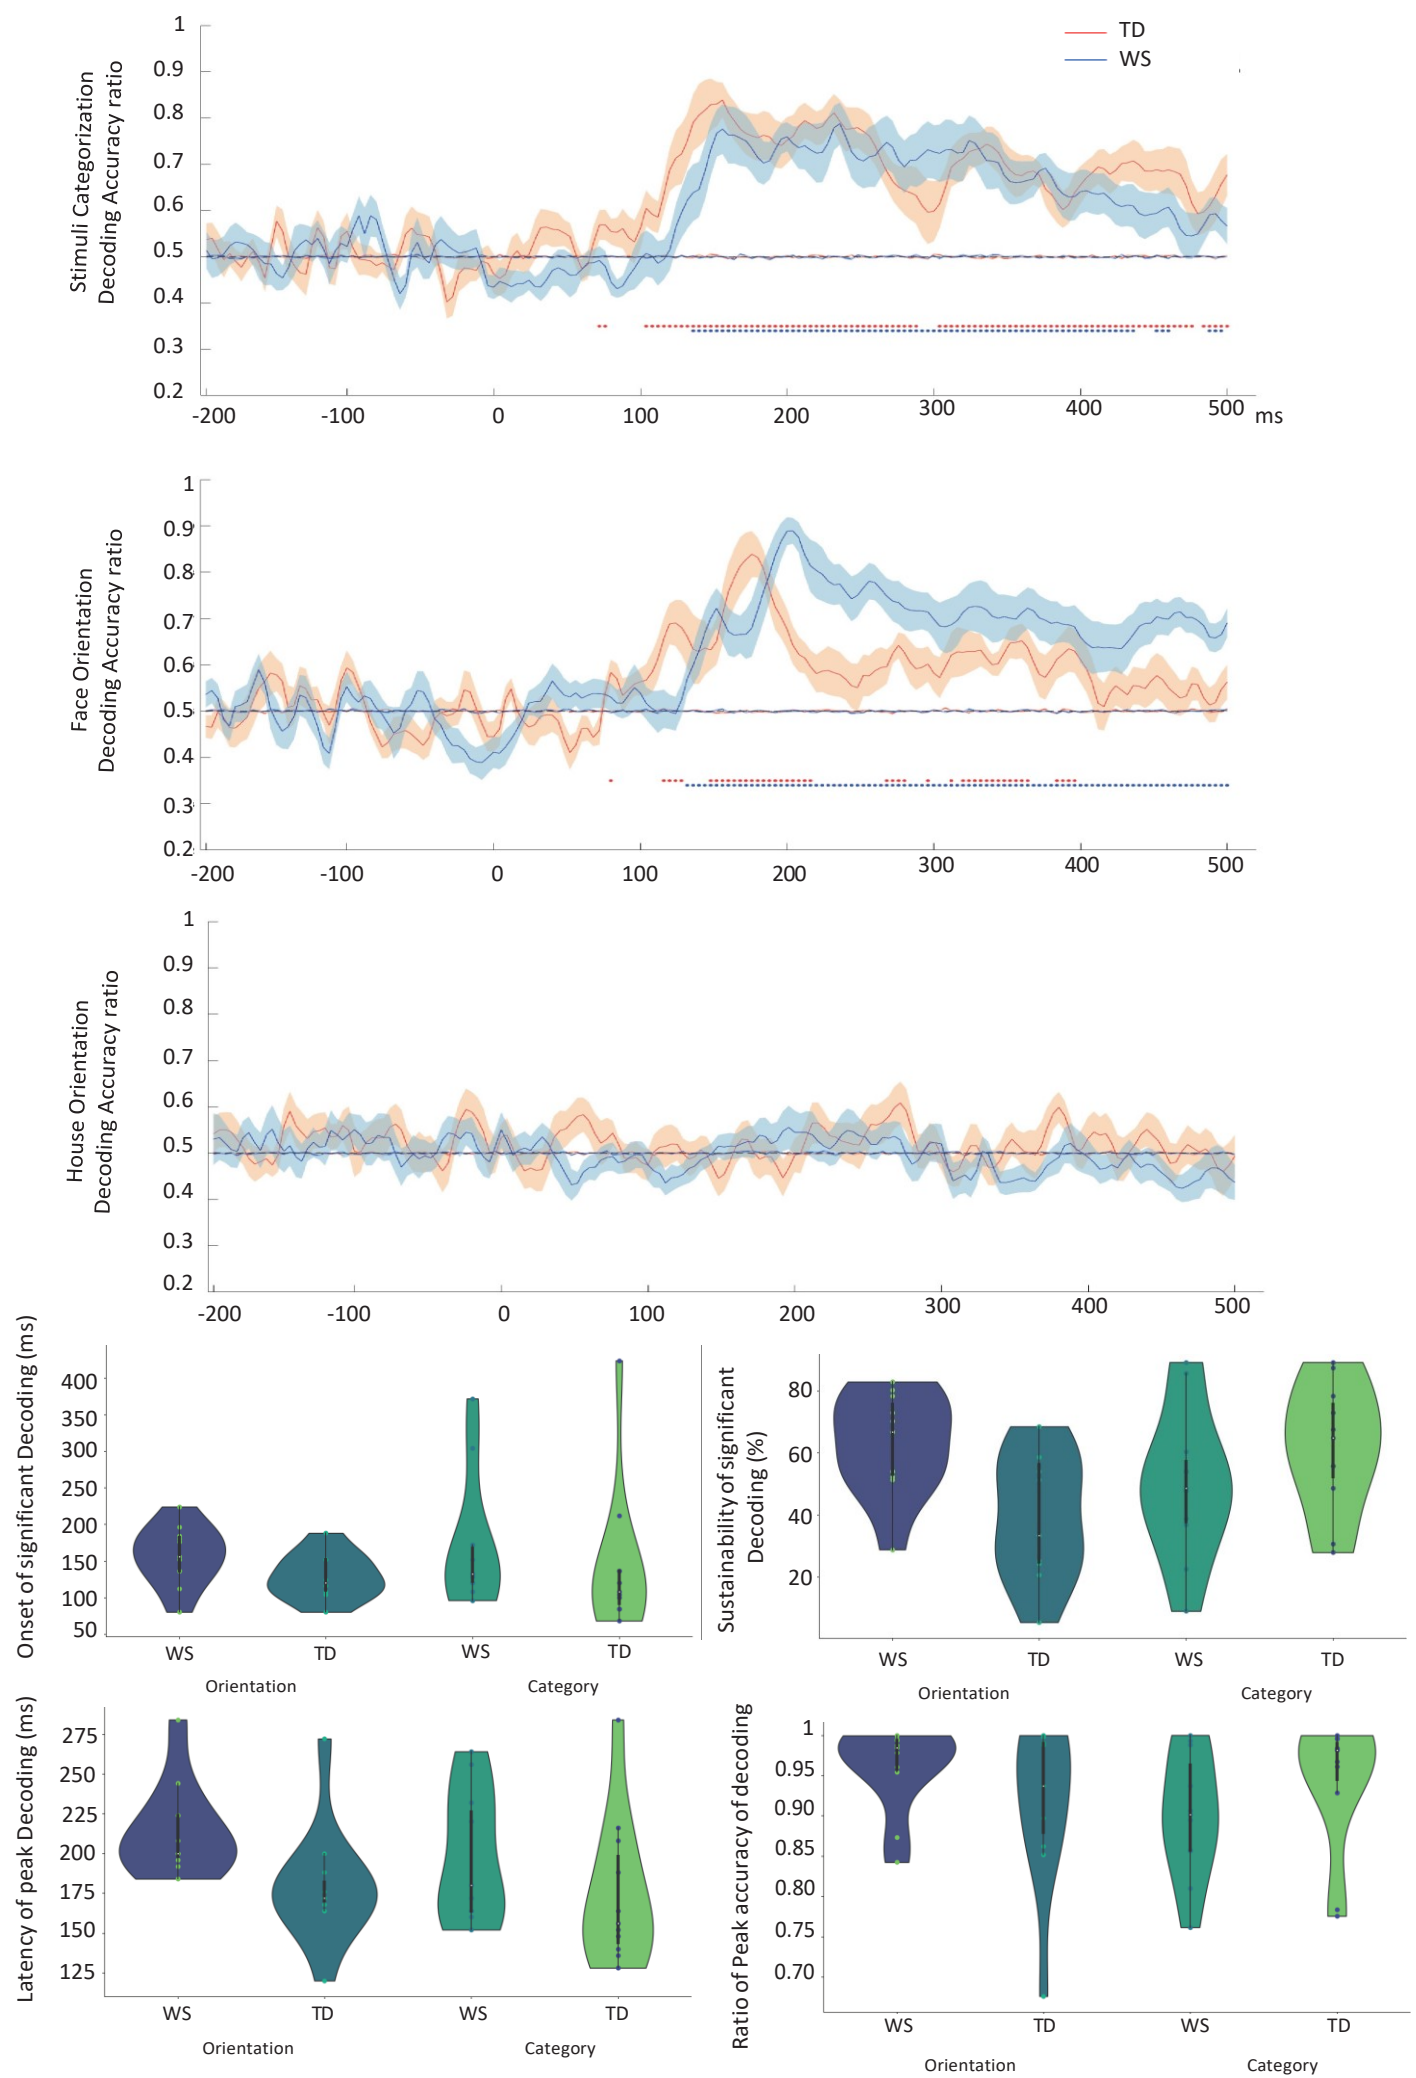 TD
WS
Stimuli Categorization
Decoding Accuracy ratio
1
0.9
0.8
0.7
0.6
0.5
0.4
0.3
0.2
-200 -100 0 100 200 300 400 500 ms
Face Orientation
Decoding Accuracy ratio
1
0.9
0.8
0.7
0.6
0.5
0.4
0.3
0.2
-200 -100 0 100 200 300 400 500
House Orientation
Decoding Accuracy ratio
1
0.9
0.8
0.7
0.6
0.5
0.4
0.3
0.2
-200 -100 0 100 200 300 400 500
Onset of significant Decoding (ms)
400
350
300
250
200
150
100
50
WS TD WS TD
Orientation Category
Sustainability of significant
Decoding (%)
80
60
40
20
WS TD WS TD
Orientation Category
Latency of peak Decoding (ms)
275
250
225
200
175
150
125
WS TD WS TD
Orientation Category
Ratio of Peak accuracy of decoding
1
0.95
0.90
0.85
0.80
0.75
0.70
WS TD WS TD
Orientation Category